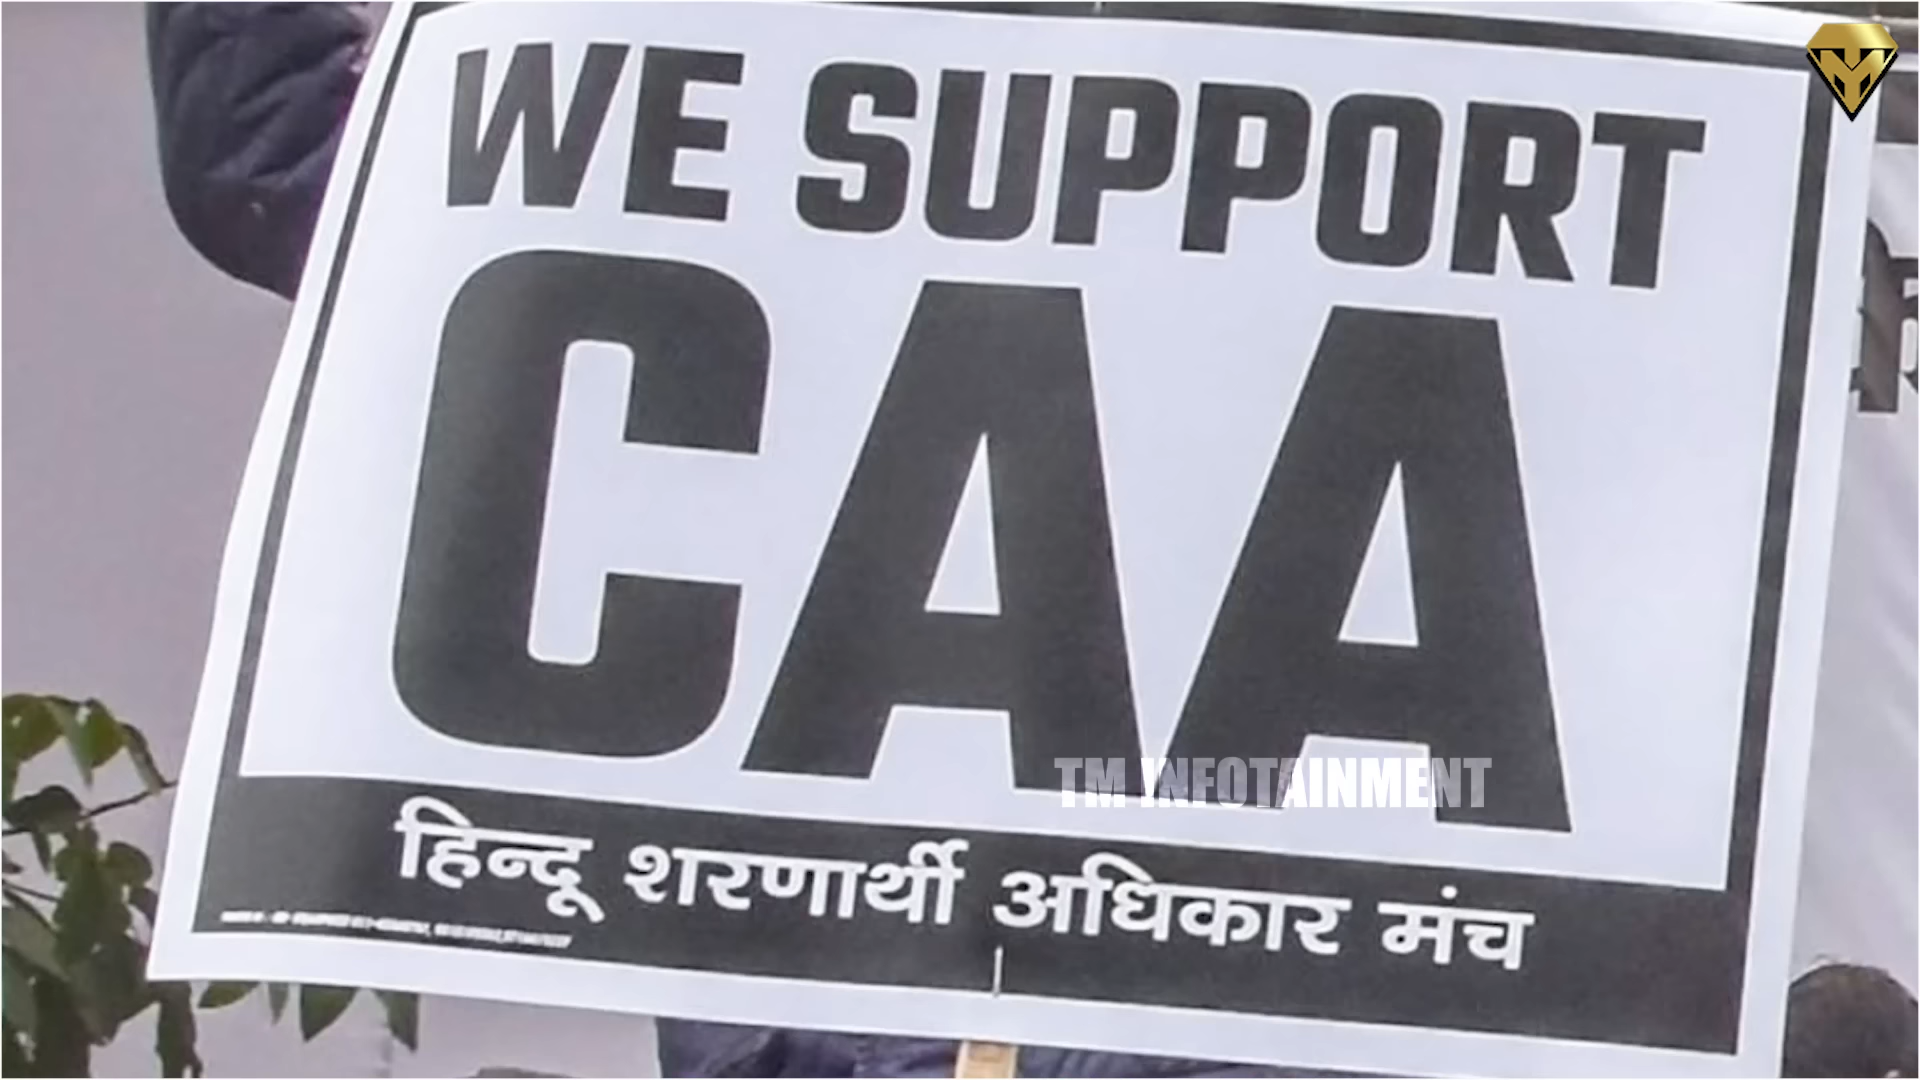 WE SUPPORT
CAA
TM INFOTAINMENT
हिन्दू शरणार्थी अधिकार मंच